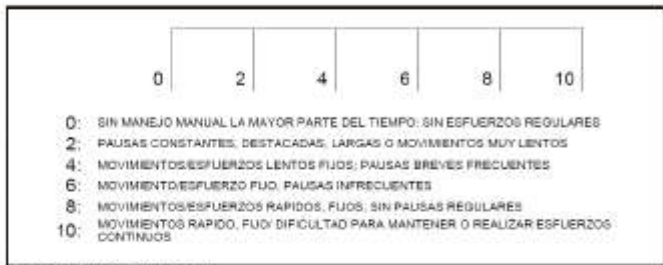 0 2 4 6 8 10
0: SIN MANEJO MANUAL LA MAYOR PARTE DEL TIEMPO: SIN ESFUERZOS REGULARES
2: PAUSAS CONSTANTES, DESTACADAS, LARGAS O MOVIMIENTOS MUY LENTOS
4: MOVIMIENTOS/ESFUERZOS LENTOS FIJOS; PAUSAS BREVES FRECUENTES
6: MOVIMIENTO/ESFUERZO FIJO, PAUSAS INFRECUENTES
8: MOVIMIENTOS/ESFUERZOS RAPIDOS, FIJOS, SIN PAUSAS REGULARES
10: MOVIMIENTOS RAPIDO, FIJO/ DIFICULTAD PARA MANTENER O REALIZAR ESFUERZOS
CONTINUOS